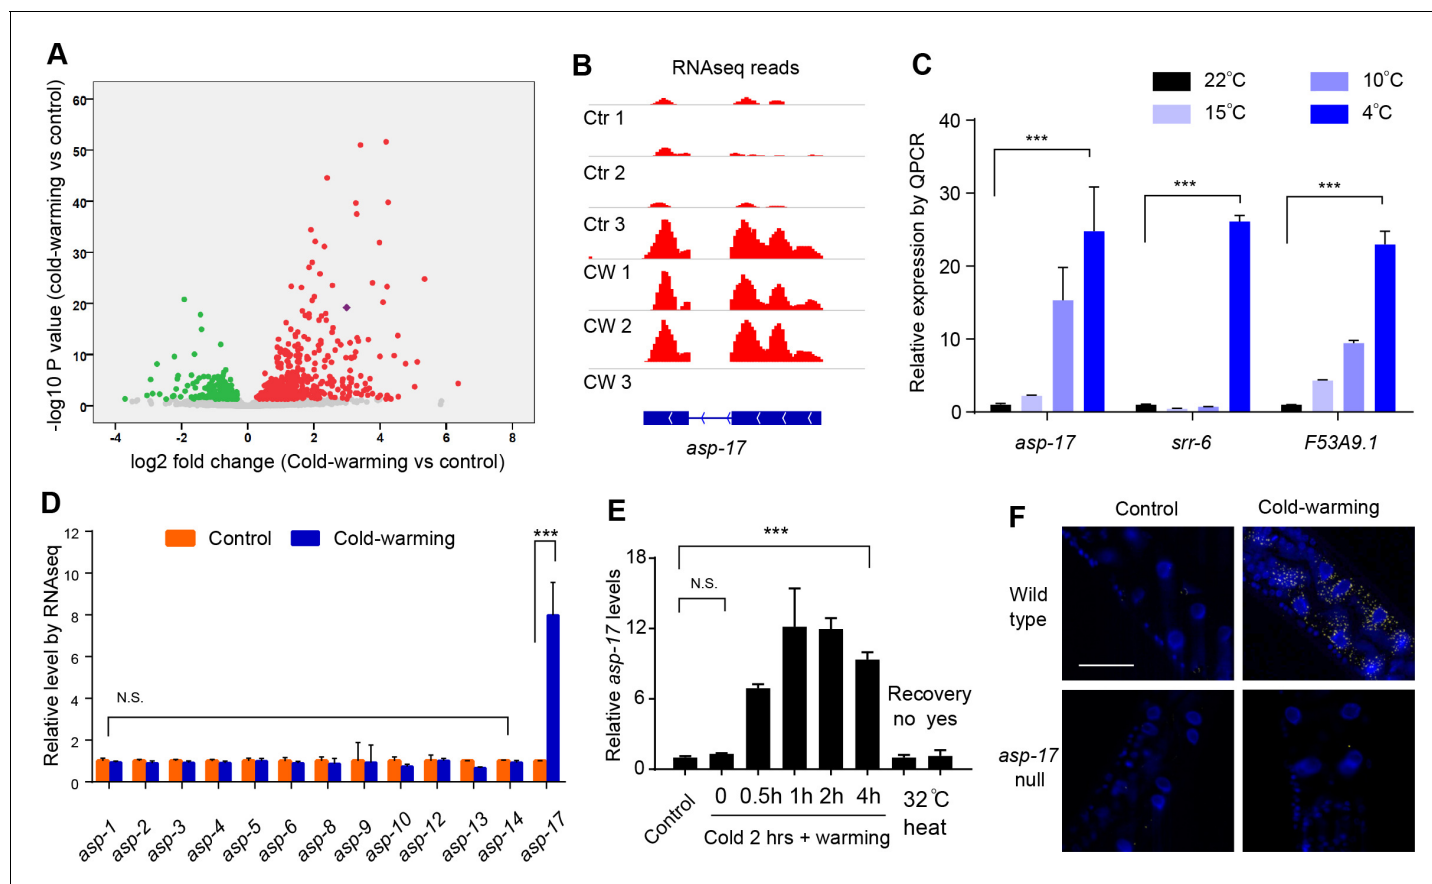 A
-log10 P value (cold-warming vs control)
60
50
40
30
20
10
0
-4 -2 0 2 4 6 8
log2 fold change (Cold-warming vs control)
B
RNAseq reads
Ctr 1
Ctr 2
Ctr 3
CW 1
CW 2
CW 3
asp-17
C
22°C
15°C
10°C
4°C
Relative expression by QPCR
40
30
20
10
0
***
***
***
asp-17 srr-6 F53A9.1
D
Control Cold-warming
Relative level by RNAseq
12
10
8
6
4
2
0
N.S.
***
asp-1 asp-2 asp-3 asp-4 asp-5 asp-6 asp-8 asp-9 asp-10 asp-12 asp-13 asp-14 asp-17
E
Relative asp-17 levels
18
12
6
0
***
N.S.
Recovery
no yes
Control 0 0.5h 1h 2h 4h
Cold 2 hrs + warming
32°C
heat
F
Control Cold-warming
Wild
type
asp-17
null